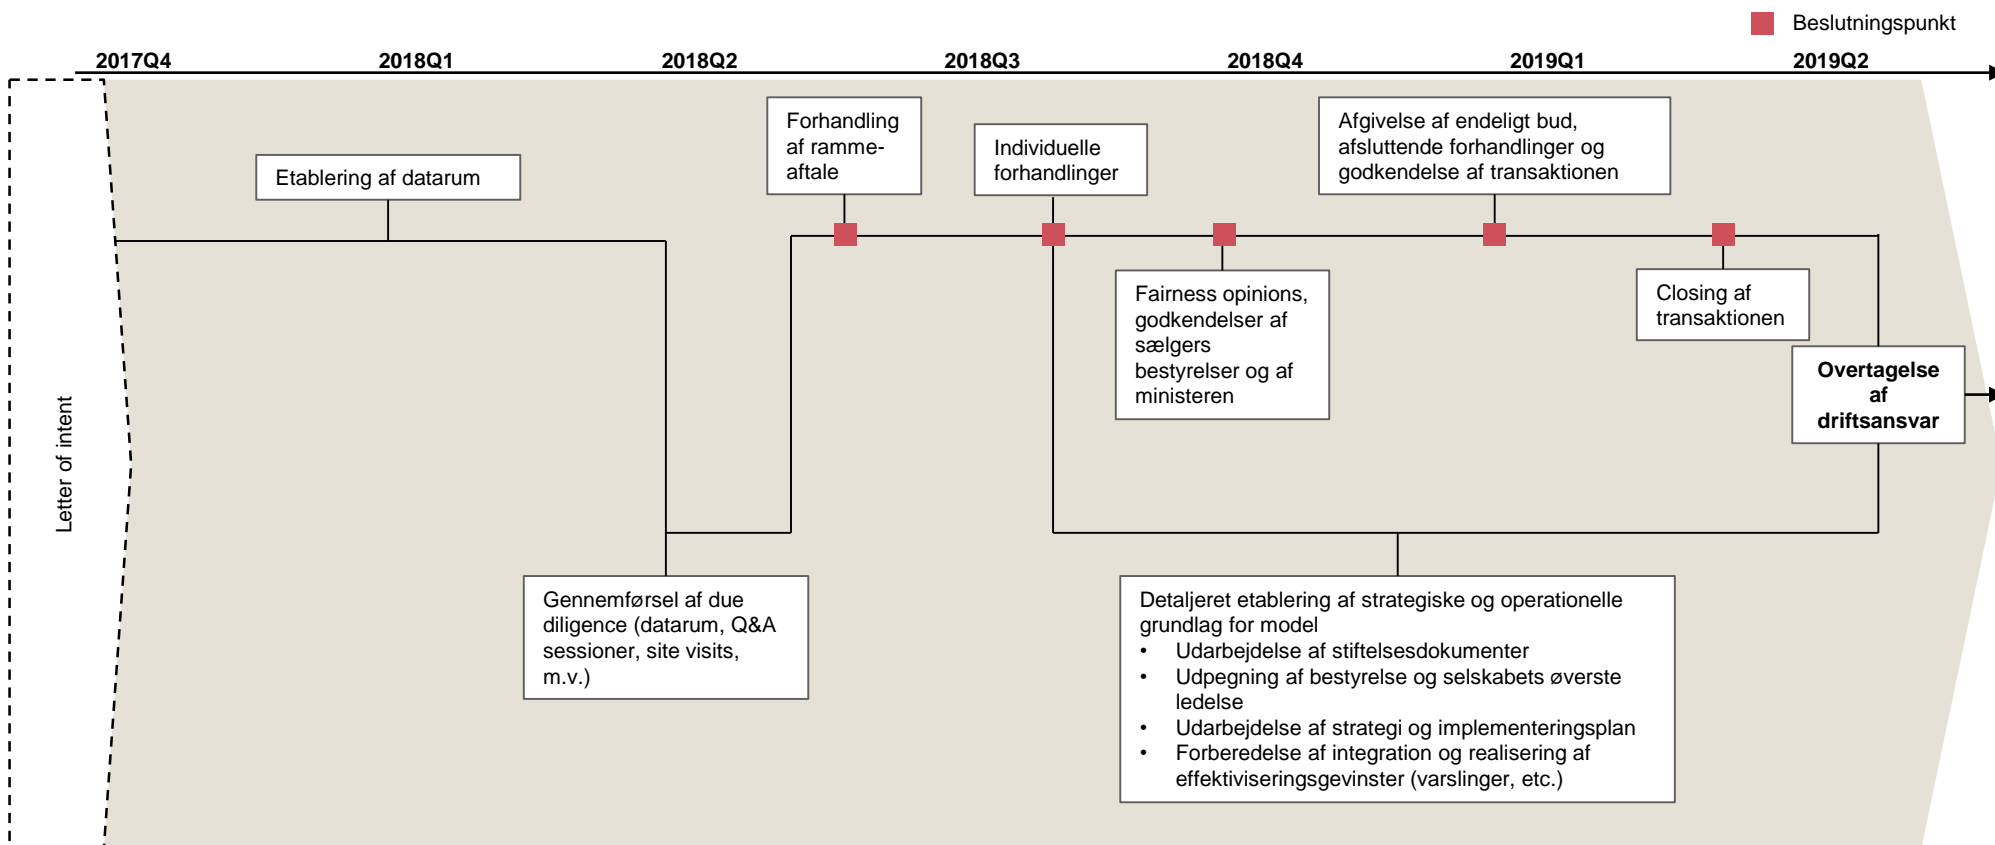 Beslutningspunkt
2017Q4
2018Q1
2018Q2
2018Q3
2018Q4
2019Q1
2019Q2
Letter of intent
Etablering af datarum
Forhandling
af ramme-
aftale
Individuelle
forhandlinger
Afgivelse af endeligt bud,
afsluttende forhandlinger og
godkendelse af transaktionen
Fairness opinions,
godkendelser af
sælgers
bestyrelser og af
ministeren
Closing af
transaktionen
Overtagelse
af
driftsansvar
Gennemførsel af due
diligence (datarum, Q&A
sessioner, site visits,
m.v.)
Detaljeret etablering af strategiske og operationelle
grundlag for model
• Udarbejdelse af stiftelsesdokumenter
• Udpegning af bestyrelse og selskabets øverste
ledelse
• Udarbejdelse af strategi og implementeringsplan
• Forberedelse af integration og realisering af
effektiviseringsgevinster (varslinger, etc.)